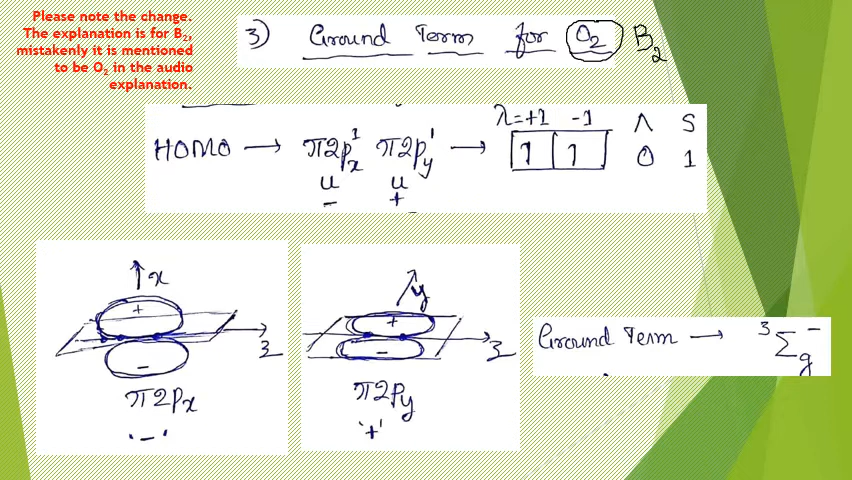 Please note the change.
The explanation is for B₂,
mistakenly it is mentioned
to be O₂ in the audio
explanation.
3) Ground Term for O₂ B₂
λ=+1 -1 Λ S
HOMO → π2pₓ¹ π2pᵧ¹ → 1 1 0 1
u u
- +
x
+
z
-
π2pₓ
'-'
y
+
z
-
π2pᵧ
'+'
Ground Term → ³Σg⁻